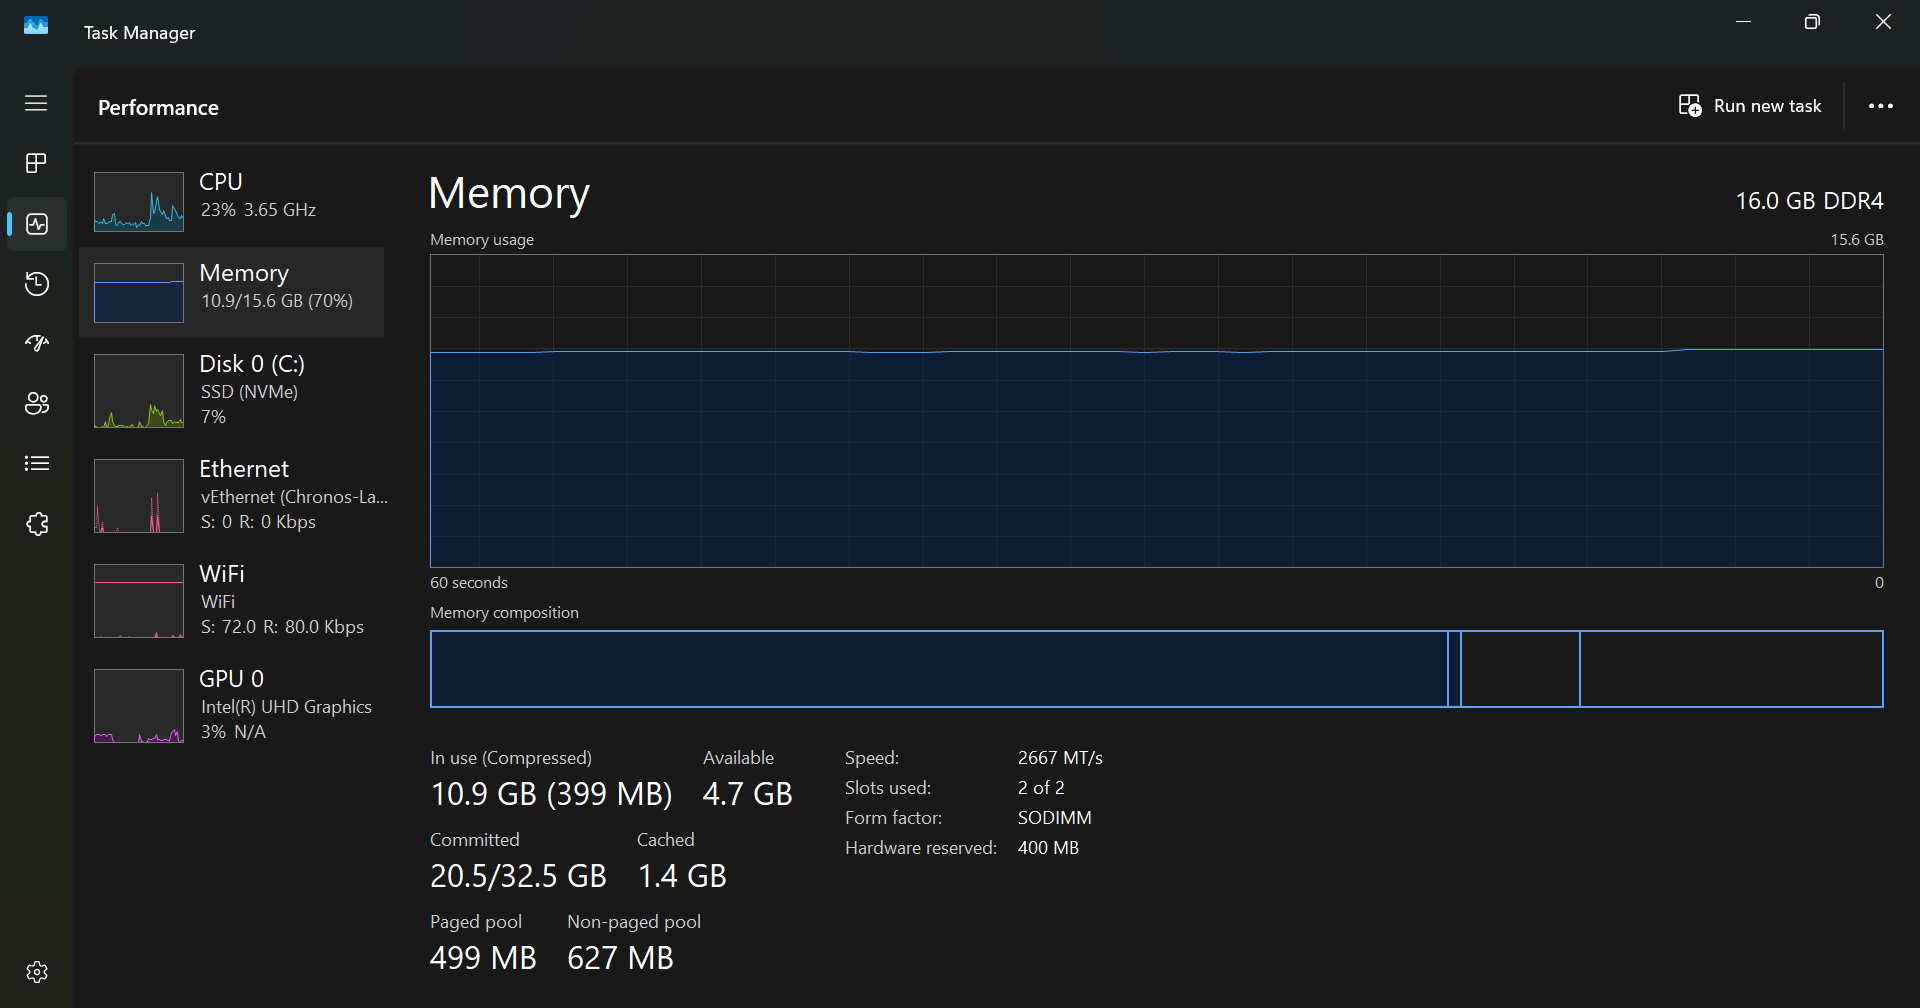 Task Manager
Performance
Run new task
CPU
23% 3.65 GHz
Memory
10.9/15.6 GB (70%)
Disk 0 (C:)
SSD (NVMe)
7%
Ethernet
vEthernet (Chronos-La...
S: 0 R: 0 Kbps
WiFi
WiFi
S: 72.0 R: 80.0 Kbps
GPU 0
Intel(R) UHD Graphics
3% N/A
Memory
16.0 GB DDR4
Memory usage
15.6 GB
60 seconds
0
Memory composition
In use (Compressed)
10.9 GB (399 MB)
Available
4.7 GB
Committed
20.5/32.5 GB
Cached
1.4 GB
Paged pool
499 MB
Non-paged pool
627 MB
Speed: 2667 MT/s
Slots used: 2 of 2
Form factor: SODIMM
Hardware reserved: 400 MB